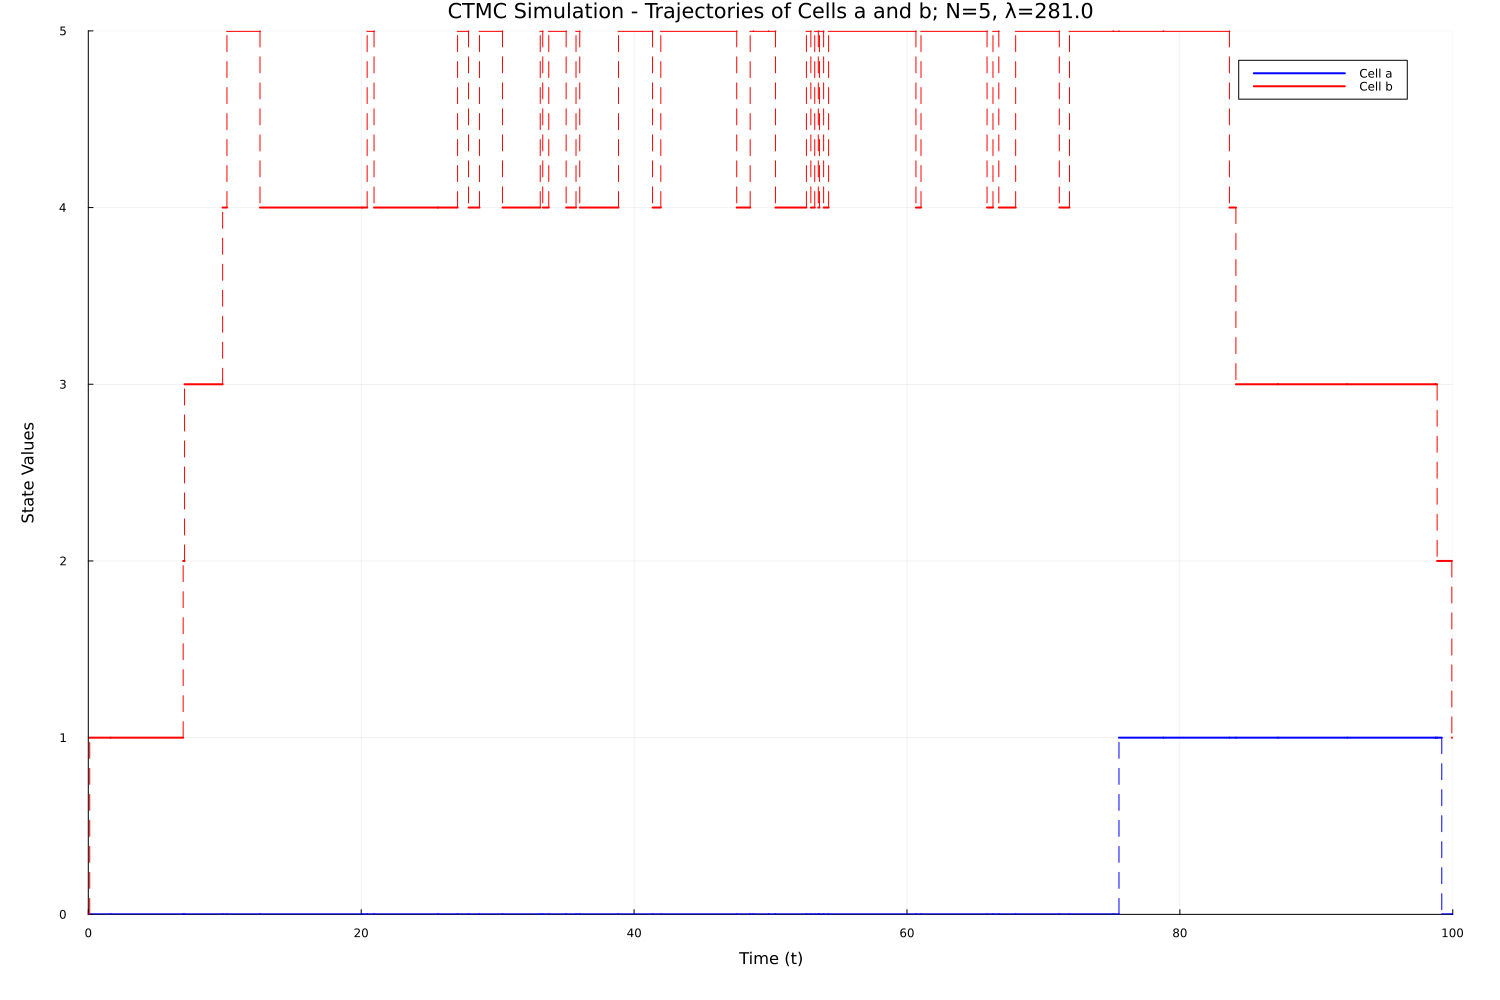 CTMC Simulation - Trajectories of Cells a and b; N=5, λ=281.0
5
4
3
2
1
0
State Values
Cell a
Cell b
0 20 40 60 80 100
Time (t)